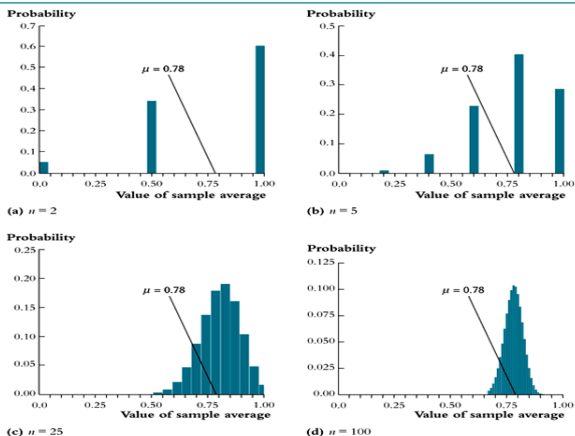 Probability
0.7
0.6
0.5
μ = 0.78
0.4
0.3
0.2
0.1
0.0
0.0 0.25 0.50 0.75 1.00
Value of sample average
(a) n = 2
Probability
0.5
0.4
μ = 0.78
0.3
0.2
0.1
0.0
0.0 0.25 0.50 0.75 1.00
Value of sample average
(b) n = 5
Probability
0.25
0.20
μ = 0.78
0.15
0.10
0.05
0.00
0.0 0.25 0.50 0.75 1.00
Value of sample average
(c) n = 25
Probability
0.125
0.100
μ = 0.78
0.075
0.050
0.025
0.00
0.0 0.25 0.50 0.75 1.00
Value of sample average
(d) n = 100